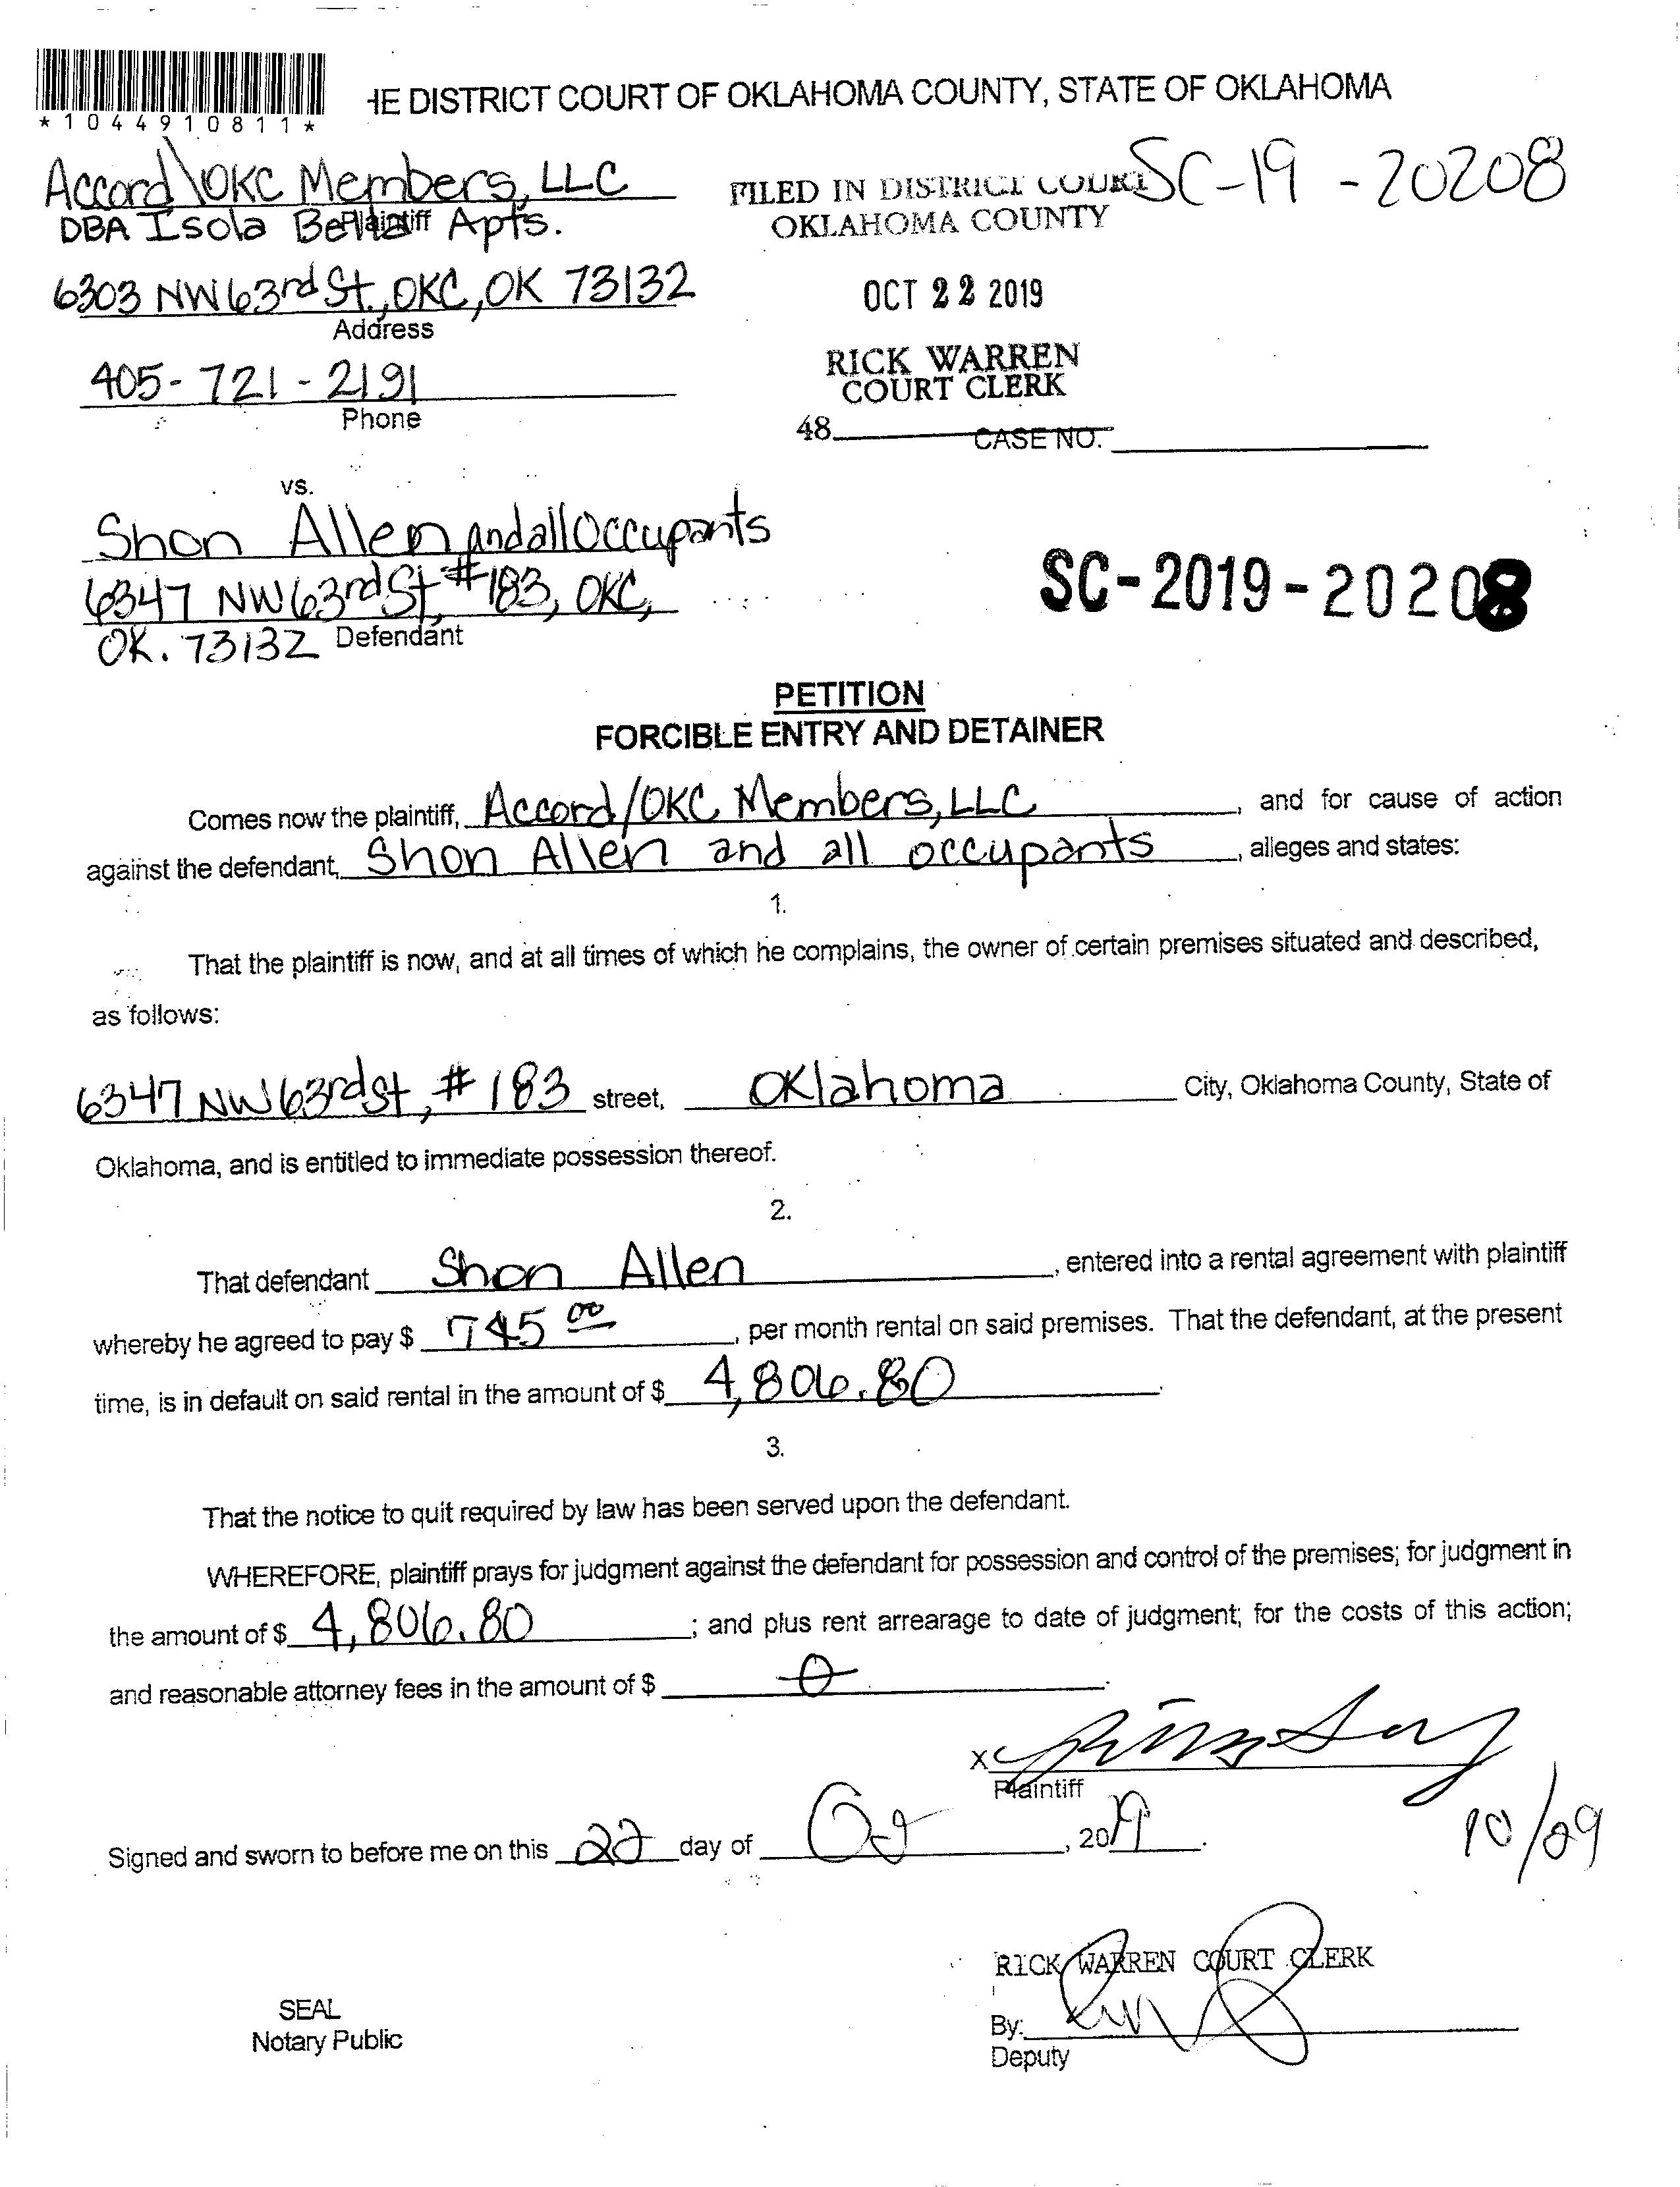 *1044910811*
HE DISTRICT COURT OF OKLAHOMA COUNTY, STATE OF OKLAHOMA
Accord\OKC Members, LLC
DBA Isola Bella Apts.
Plaintiff
6303 NW 63rd St., OKC, OK 73132
Address
405-721-2191
Phone
FILED IN DISTRICT COURT
OKLAHOMA COUNTY
SC-19-20208
OCT 22 2019
RICK WARREN
COURT CLERK
48
CASE NO.
vs.
Shon Allen and all Occupants
6347 NW 63rd St, #183, OKC,
OK. 73132 Defendant
SC-2019-20208
PETITION
FORCIBLE ENTRY AND DETAINER
Comes now the plaintiff, Accord/OKC Members, LLC, and for cause of action
against the defendant, Shon Allen and all occupants, alleges and states:
1.
That the plaintiff is now, and at all times of which he complains, the owner of certain premises situated and described,
as follows:
6347 NW 63rd St, #183 street, Oklahoma City, Oklahoma County, State of
Oklahoma, and is entitled to immediate possession thereof.
2.
That defendant Shon Allen, entered into a rental agreement with plaintiff
whereby he agreed to pay $ 745 00, per month rental on said premises. That the defendant, at the present
time, is in default on said rental in the amount of $ 4,806.80.
3.
That the notice to quit required by law has been served upon the defendant.
WHEREFORE, plaintiff prays for judgment against the defendant for possession and control of the premises; for judgment in
the amount of $ 4,806.80; and plus rent arrearage to date of judgment; for the costs of this action;
and reasonable attorney fees in the amount of $ 0.
X
Plaintiff
Signed and sworn to before me on this 22 day of Oct, 2019.
10/09
RICK WARREN COURT CLERK
SEAL
Notary Public
By:
Deputy